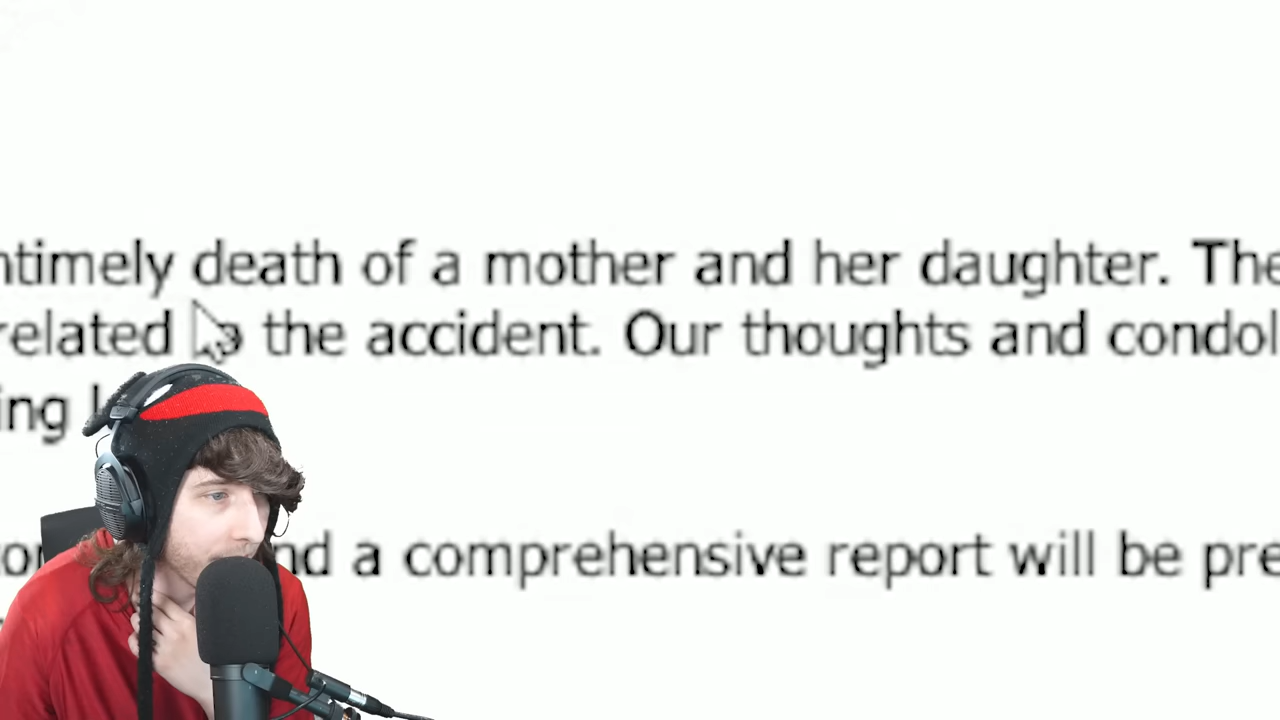 ntimely death of a mother and her daughter. The
related the accident. Our thoughts and condol
ing
nd a comprehensive report will be pre